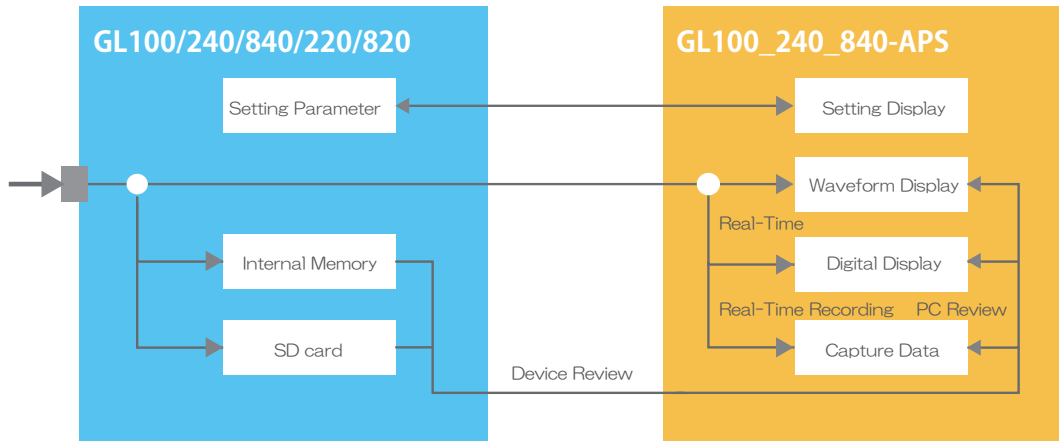 GL100/240/840/220/820
GL100_240_840-APS
Setting Parameter
Setting Display
Waveform Display
Real-Time
Internal Memory
Digital Display
Real-Time Recording
PC Review
SD card
Capture Data
Device Review